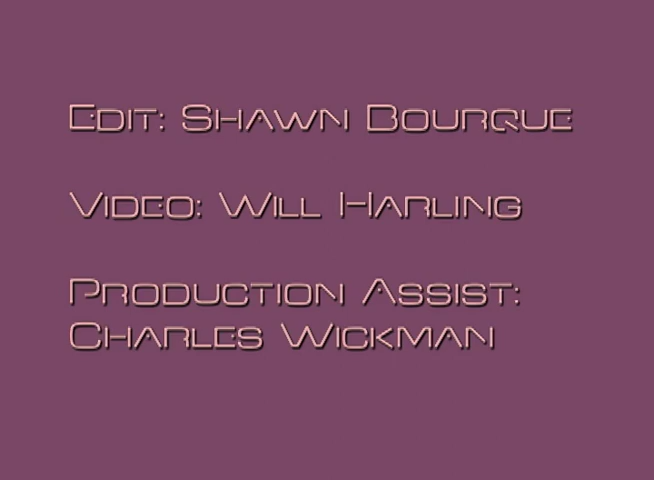 Edit: Shawn Bourque
Video: Will Harling
Production Assist:
Charles Wickman